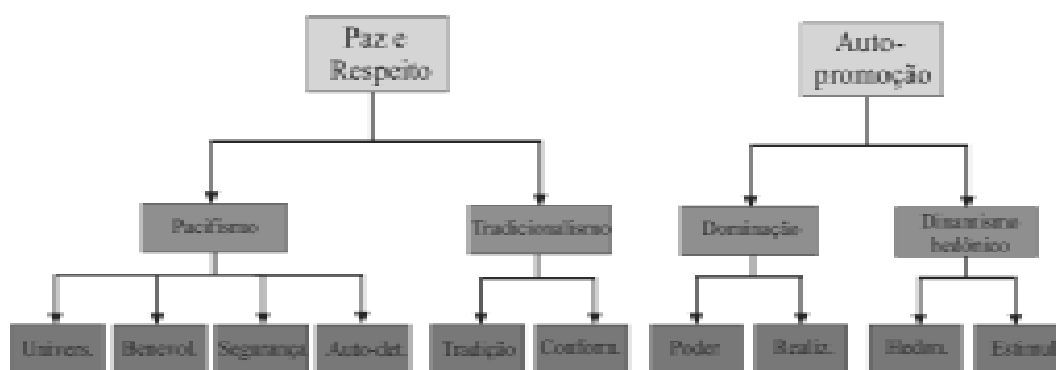 Paz e
Respeito
Auto-
promoção
Pacifismo
Tradicionalismo
Dominação
Dinamismo
hedónico
Univers.
Benevol.
Segurança
Auto-det.
Tradição
Conform.
Poder
Realiz.
Hedon.
Estimul